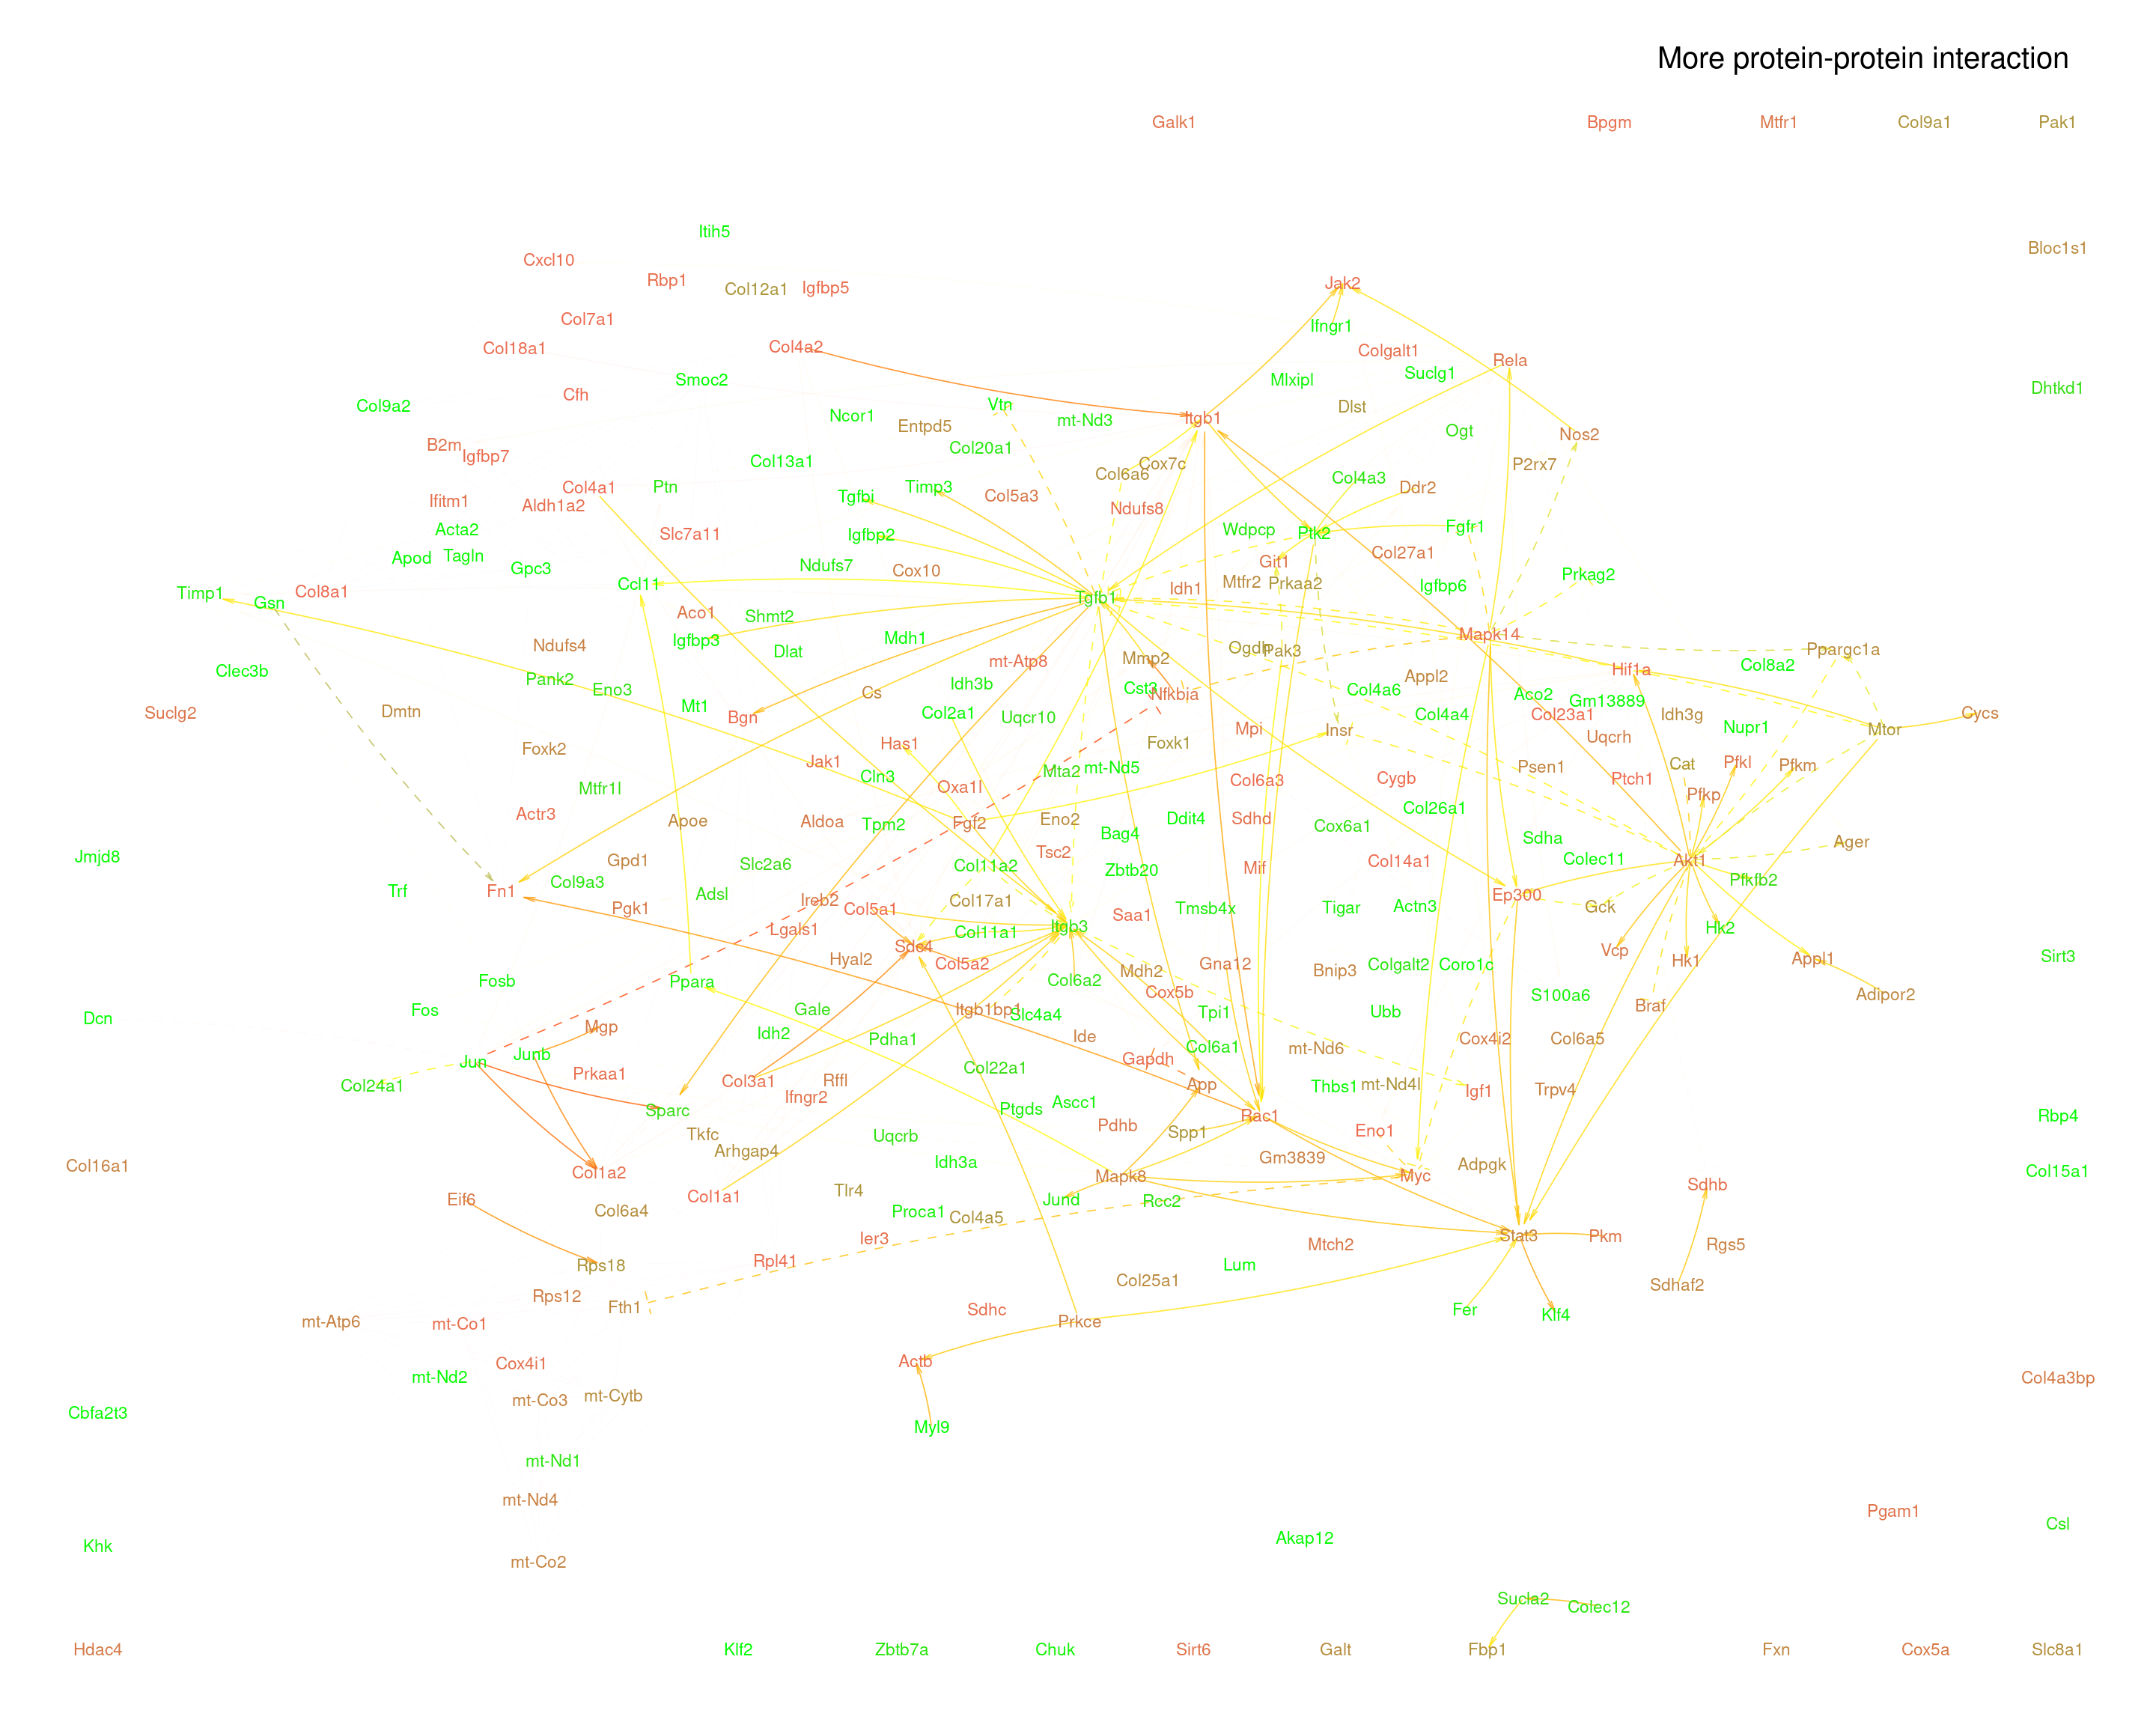 More protein-protein interaction
Galk1
Bpgm
Mtfr1
Col9a1
Pak1
Itih5
Bloc1s1
Cxcl10
Rbp1
Col12a1
Igfbp5
Jak2
Col7a1
Ifngr1
Col18a1
Col4a2
Colgalt1
Rela
Smoc2
Mlxipl
Suclg1
Dhtkd1
Cfh
Col9a2
Vtn
Dlst
Ncor1
Entpd5
mt-Nd3
Itgb1
Ogt
Nos2
B2m
Igfbp7
Col20a1
Col13a1
Col6a6
Cox7c
P2rx7
Col4a1
Ptn
Tgfbi
Timp3
Col5a3
Col4a3
Ddr2
Ifitm1
Aldh1a2
Ndufs8
Acta2
Slc7a11
Igfbp2
Wdpcp
Ptk2
Fgfr1
Apod
Tagln
Gpc3
Ndufs7
Cox10
Git1
Col27a1
Timp1
Gsn
Col8a1
Ccl11
Tgfb1
Idh1
Mtfr2
Prkaa2
Igfbp6
Prkag2
Aco1
Shmt2
Igfbp3
Mdh1
Mapk14
Ndufs4
Dlat
mt-Atp8
Mmp2
Ogdh
Pak3
Ppargc1a
Clec3b
Pank2
Eno3
Cs
Idh3b
Cst3
Nfkbia
Col4a6
Appl2
Hif1a
Col8a2
Suclg2
Dmtn
Mt1
Bgn
Col2a1
Uqcr10
Col4a4
Aco2
Gm13889
Col23a1
Idh3g
Cycs
Foxk2
Has1
Foxk1
Mpi
Insr
Uqcrh
Nupr1
Mtor
Mtfr1l
Jak1
Cln3
Oxa1l
Mta2
mt-Nd5
Col6a3
Cygb
Psen1
Ptch1
Cat
Pfkl
Pfkm
Actr3
Apoe
Aldoa
Tpm2
Fgf2
Eno2
Bag4
Ddit4
Sdhd
Cox6a1
Col26a1
Pfkp
Jmjd8
Gpd1
Slc2a6
Col11a2
Tsc2
Zbtb20
Mif
Col14a1
Sdha
Colec11
Akt1
Ager
Trf
Fn1
Col9a3
Adsl
Ireb2
Col17a1
Ep300
Pfkfb2
Pgk1
Lgals1
Col5a1
Itgb3
Saa1
Tmsb4x
Tigar
Actn3
Gck
Hk2
Sdc4
Col11a1
Vcp
Sirt3
Hyal2
Col5a2
Mdh2
Gna12
Bnip3
Colgalt2
Coro1c
Hk1
Appl1
Fosb
Ppara
Col6a2
Cox5b
S100a6
Adipor2
Dcn
Fos
Gale
Itgb1bp1
Slc4a4
Tpi1
Ubb
Braf
Mgp
Idh2
Pdha1
Ide
Col6a1
mt-Nd6
Cox4i2
Col6a5
Jun
Junb
Gapdh
Col24a1
Prkaa1
Col3a1
Rffl
Col22a1
App
Thbs1
mt-Nd4l
Igf1
Trpv4
Sparc
Ifngr2
Ptgds
Ascc1
Rac1
Rbp4
Tkfc
Arhgap4
Uqcrb
Pdhb
Spp1
Eno1
Col16a1
Col1a2
Idh3a
Mapk8
Gm3839
Myc
Adpgk
Col15a1
Eif6
Col6a4
Col1a1
Tlr4
Proca1
Col4a5
Jund
Rcc2
Sdhb
Ier3
Mtch2
Stat3
Pkm
Rgs5
Rps18
Rpl41
Col25a1
Lum
Sdhaf2
mt-Atp6
Rps12
Fth1
Sdhc
Prkce
Fer
Klf4
mt-Co1
Cox4i1
Actb
mt-Nd2
Col4a3bp
Cbfa2t3
mt-Co3
mt-Cytb
Myl9
mt-Nd1
mt-Nd4
Pgam1
Khk
mt-Co2
Akap12
Csl
Sucla2
Colec12
Hdac4
Klf2
Zbtb7a
Chuk
Sirt6
Galt
Fbp1
Fxn
Cox5a
Slc8a1